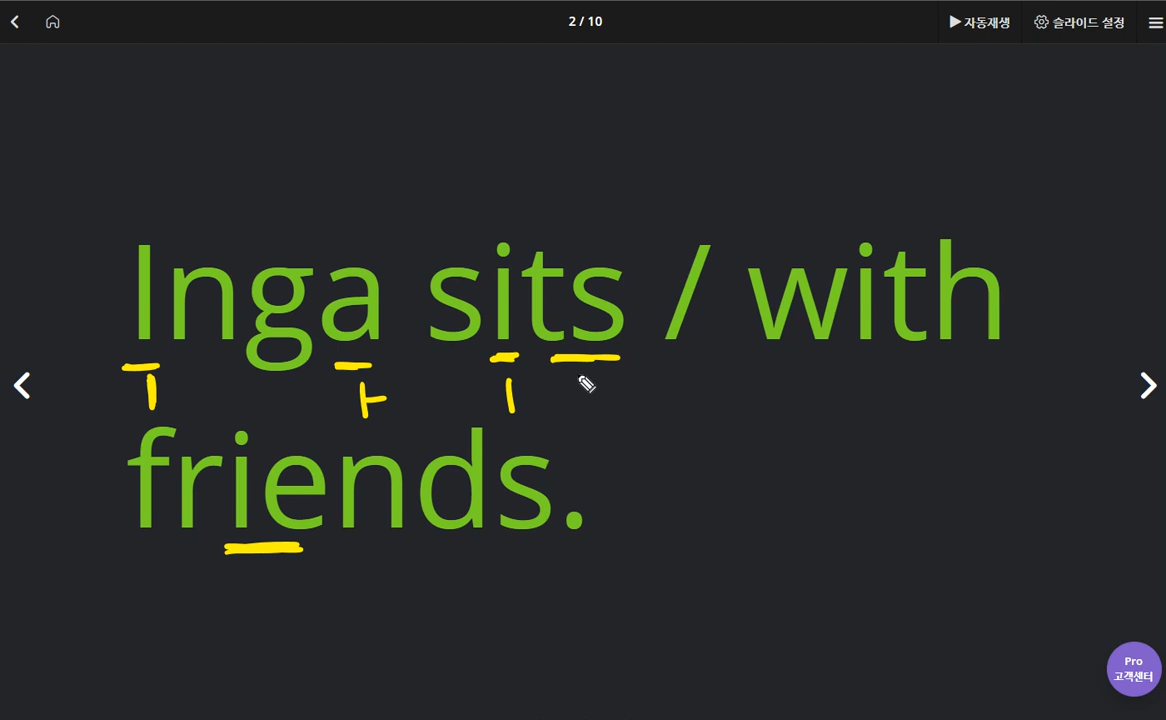 2 / 10
자동재생
슬라이드 설정
Inga sits / with
ㅣ ㅏ ㅣ
friends.
Pro
고객센터